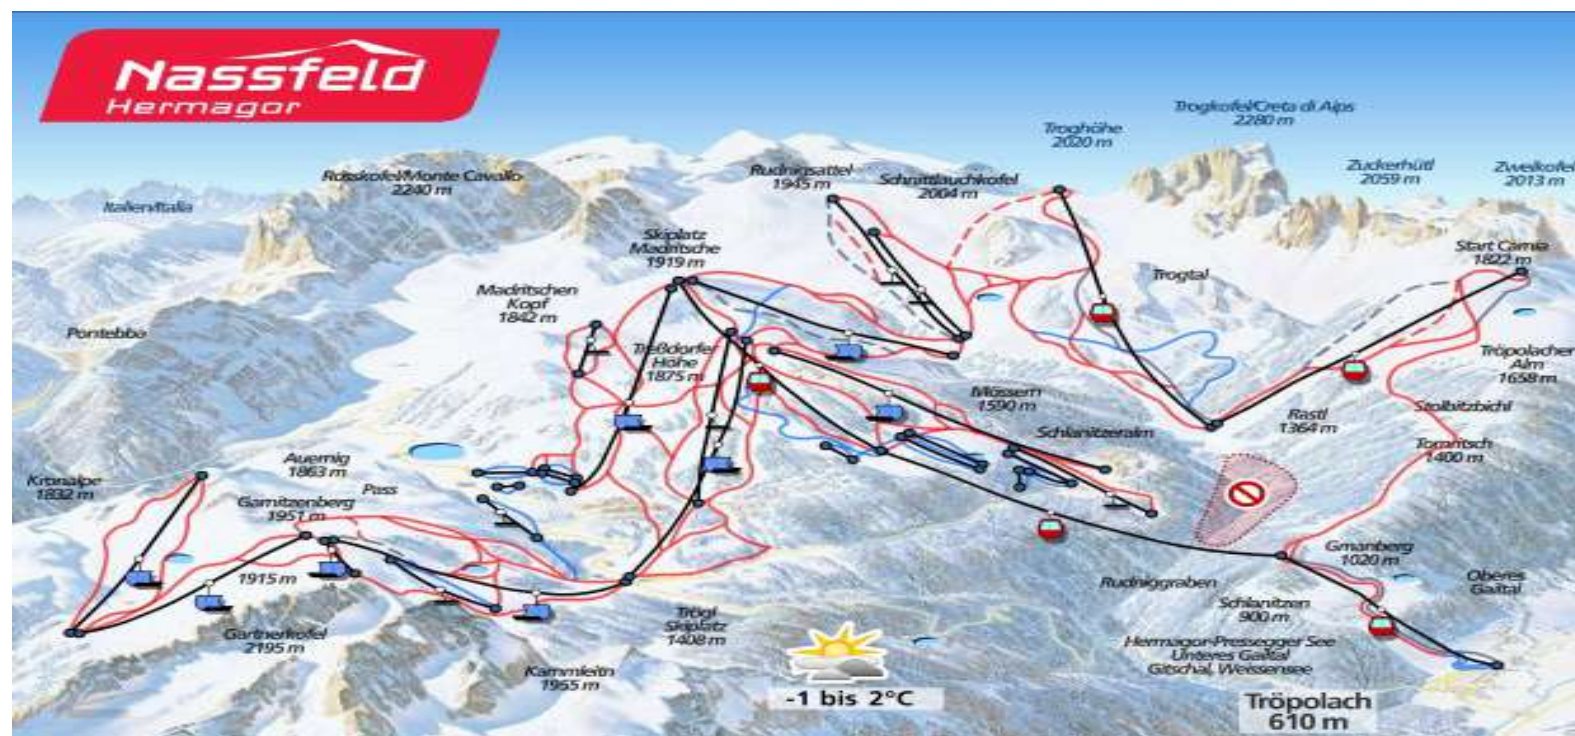 Nassfeld
Hermagor
Trogkofel/Creta di Aips
2280 m
Troghöhe
2020 m
Rosskofel/Monte Cavallo
2240 m
Rudnigsattel
1945 m
Schnittlauchkofel
2004 m
Zuckerhütl
2059 m
Zweikofel
2013 m
Italien/Italia
Skiplatz
Madritsche
1919 m
Start Carnia
1822 m
Trogtal
Madritschen
Kopf
1842 m
Pontebba
Treßdorfer
Höhe
1875 m
Tröpolacher
Alm
1658 m
Mössern
1590 m
Rastl
1364 m
Stolbitzbichl
Schlanitzeralm
Tomritsch
1400 m
Auernig
1863 m
Kronalpe
1832 m
Pass
Garnitzenberg
1951 m
Gmanberg
1020 m
1915 m
Rudniggraben
Oberes
Gailtal
Schlanitzen
900 m
Trögl
Skiplatz
1408 m
Gartnerkofel
2195 m
Hermagor-Pressegger See
Unteres Gailtal
Gitschal, Weissensee
Kammleitn
1955 m
-1 bis 2°C
Tröpolach
610 m